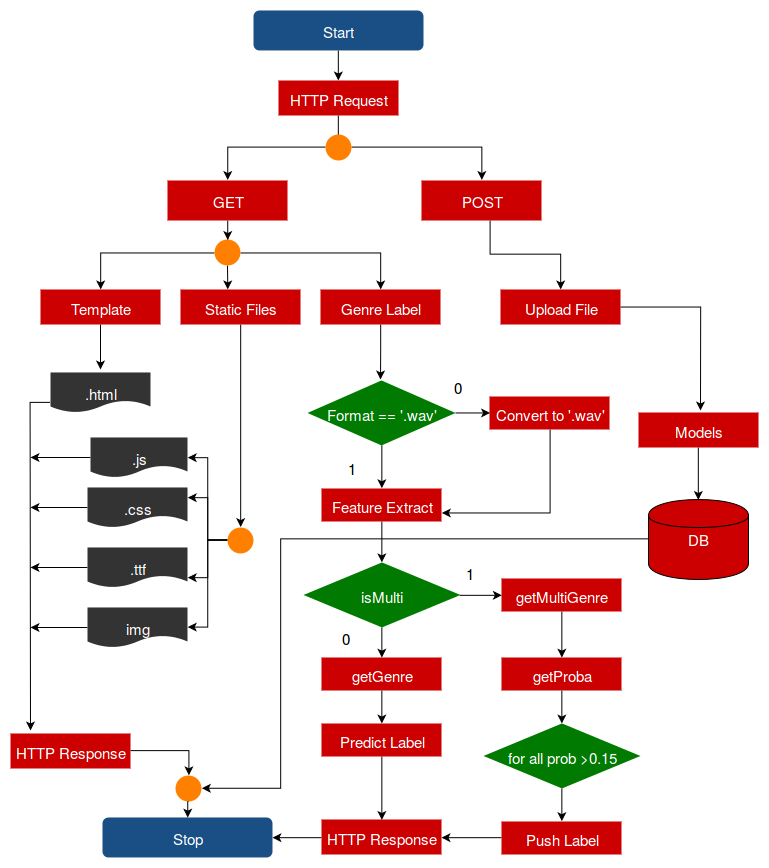 Start
HTTP Request
GET
POST
Template
Static Files
Genre Label
Upload File
.html
Format == '.wav'
0
Convert to '.wav'
Models
.js
1
.css
Feature Extract
DB
.ttf
isMulti
1
getMultiGenre
img
0
getGenre
getProba
HTTP Response
Predict Label
for all prob >0.15
Stop
HTTP Response
Push Label